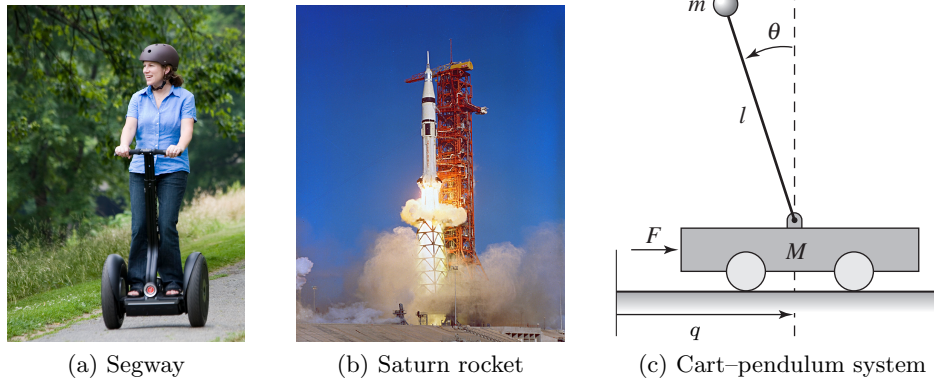 m
θ
l
F
M
q
(a) Segway
(b) Saturn rocket
(c) Cart–pendulum system